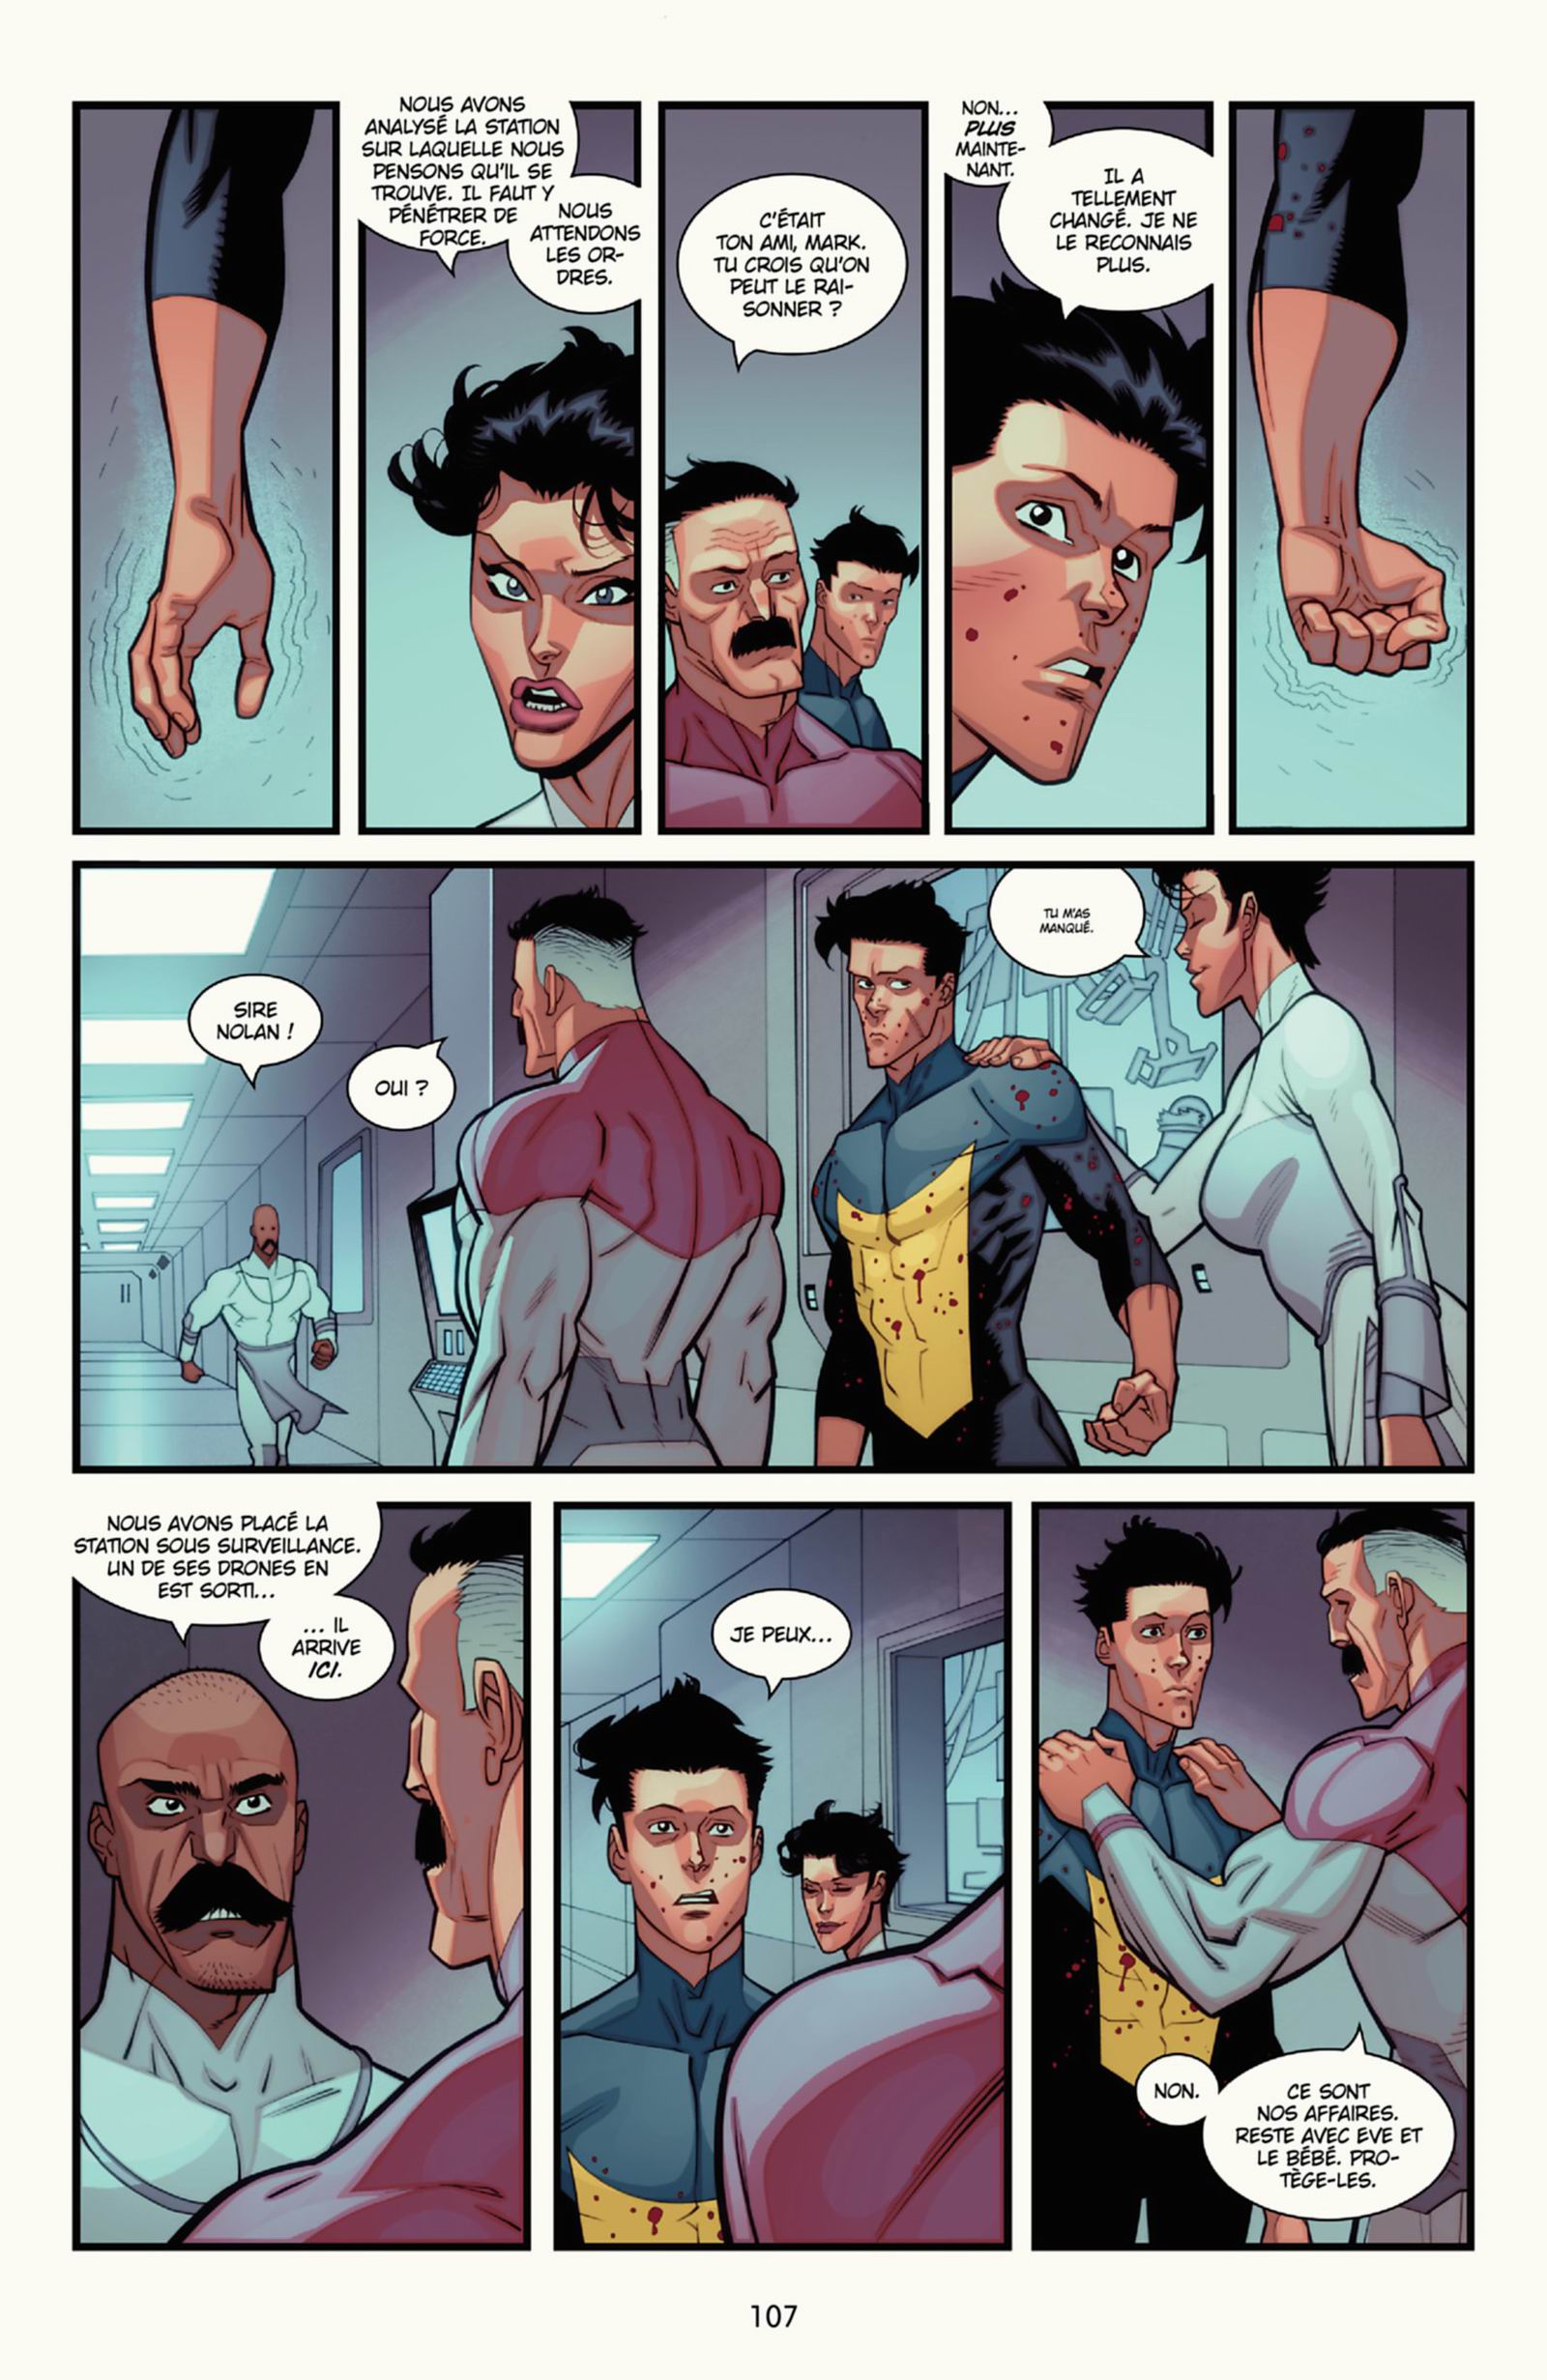 NOUS AVONS
ANALYSÉ LA STATION
SUR LAQUELLE NOUS
PENSONS QU'IL SE
TROUVE. IL FAUT Y
PÉNÉTRER DE
FORCE.
NOUS
ATTENDONS
LES OR-
DRES.
C'ÉTAIT
TON AMI, MARK.
TU CROIS QU'ON
PEUT LE RAI-
SONNER ?
NON...
PLUS
MAINTE-
NANT.
IL A
TELLEMENT
CHANGÉ. JE NE
LE RECONNAIS
PLUS.
SIRE
NOLAN !
OUI ?
TU M'AS
MANQUÉ.
NOUS AVONS PLACÉ LA
STATION SOUS SURVEILLANCE.
UN DE SES DRONES EN
EST SORTI...
... IL
ARRIVE
ICI.
JE PEUX...
NON.
CE SONT
NOS AFFAIRES.
RESTE AVEC EVE ET
LE BÉBÉ. PRO-
TÈGE-LES.
107